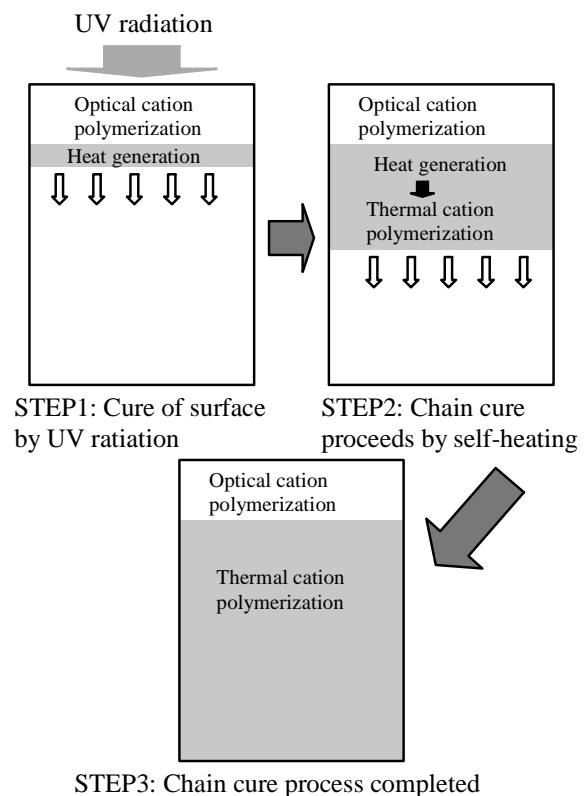 UV radiation
Optical cation
polymerization
Heat generation
STEP1: Cure of surface
by UV ratiation
Optical cation
polymerization
Heat generation
Thermal cation
polymerization
STEP2: Chain cure
proceeds by self-heating
Optical cation
polymerization
Thermal cation
polymerization
STEP3: Chain cure process completed